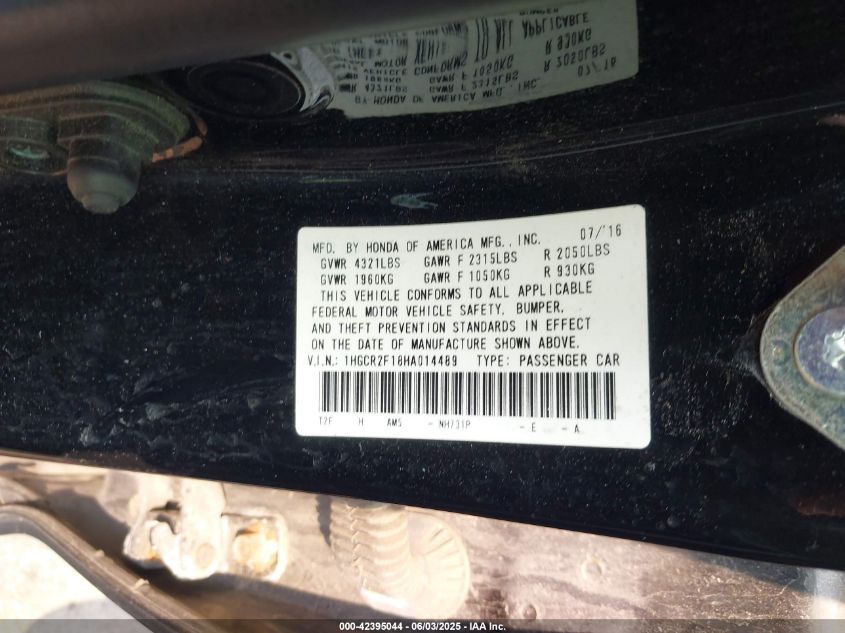 MFD. BY HONDA OF AMERICA MFG., INC. 07/'16
GVWR 4321LBS GAWR F 2315LBS R 2050LBS
GVWR 1960KG GAWR F 1050KG R 930KG
THIS VEHICLE CONFORMS TO ALL APPLICABLE
FEDERAL MOTOR VEHICLE SAFETY, BUMPER,
AND THEFT PREVENTION STANDARDS IN EFFECT
ON THE DATE OF MANUFACTURE SHOWN ABOVE.
V.I.N.: 1HGCR2F18HA014489 TYPE: PASSENGER CAR
T2F H AMS - NH731P - E - A
000-42395044 | 06/03/2025 - IAA Inc.